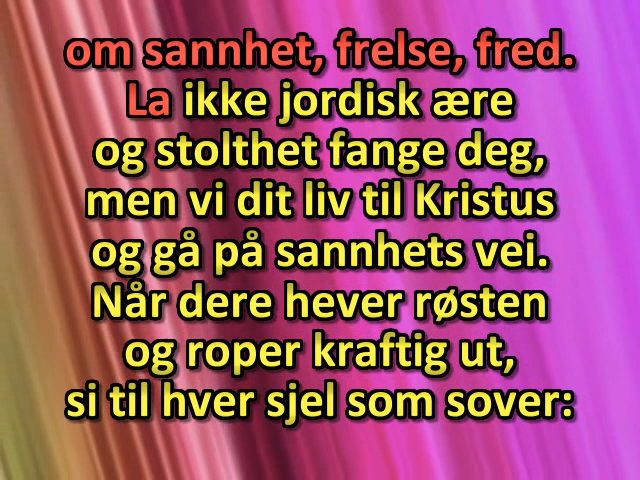 om sannhet, frelse, fred.
La ikke jordisk ære
og stolthet fange deg,
men vi dit liv til Kristus
og gå på sannhets vei.
Når dere hever røsten
og roper kraftig ut,
si til hver sjel som sover: